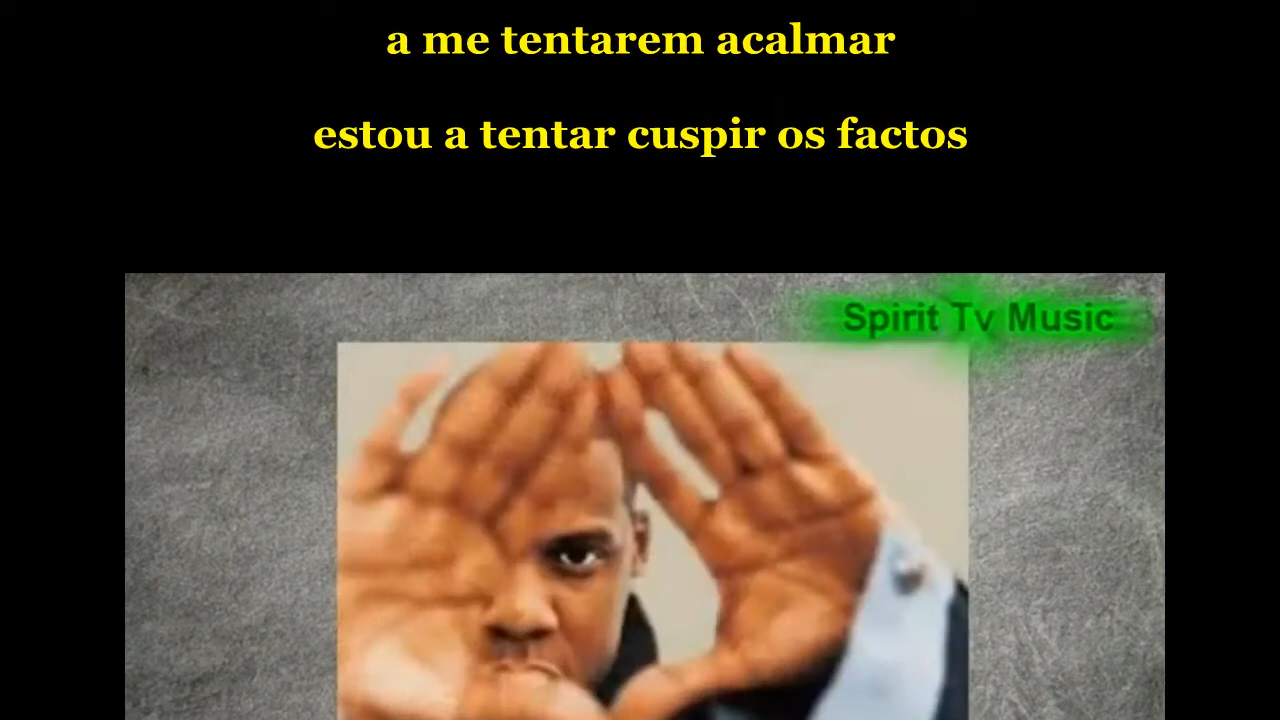 a me tentarem acalmar
estou a tentar cuspir os factos
Spirit Tv Music